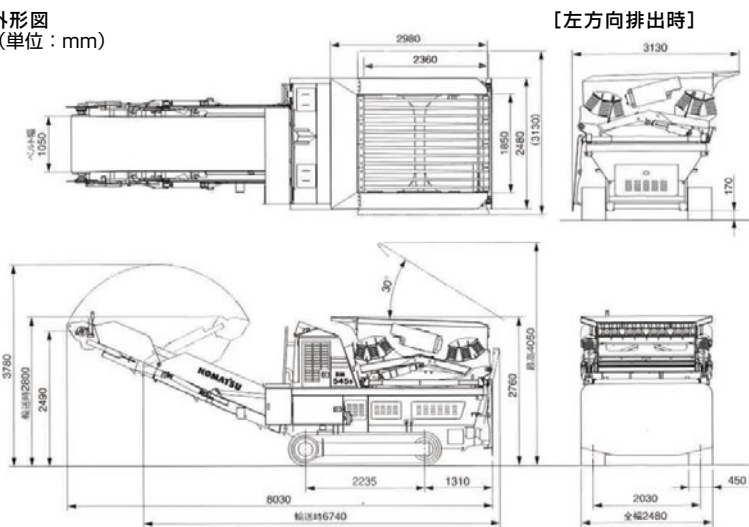 外形図
（単位：mm）
[左方向排出時]
2980
2360
3130
ベルト幅
1050
1850
2480
(3130)
170
30°
3780
輸送時2800
2490
KOMATSU
545S
2760
最高4050
2235
1310
8030
輸送時6740
450
2030
全幅2480